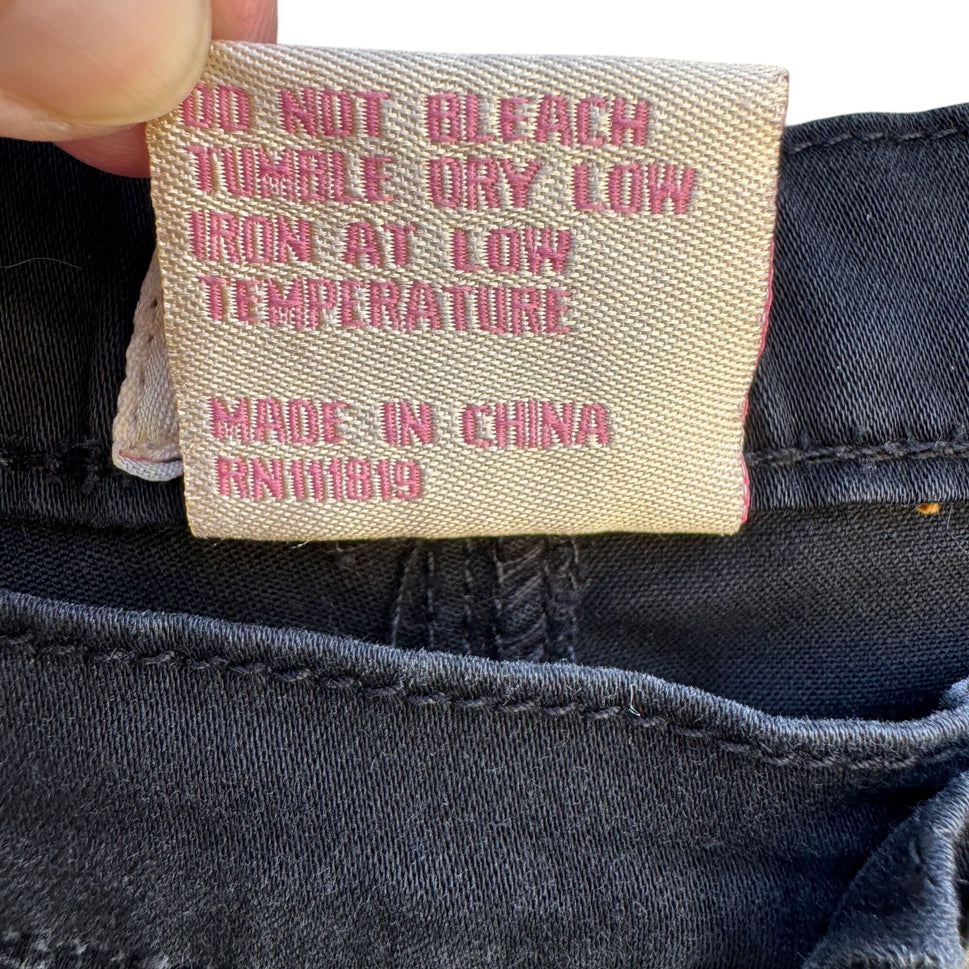 DO NOT BLEACH
TUMBLE DRY LOW
IRON AT LOW
TEMPERATURE
MADE IN CHINA
RN111819